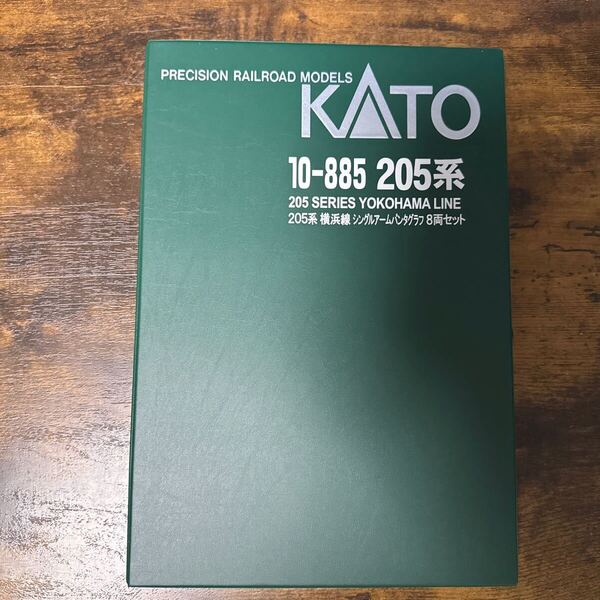 PRECISION RAILROAD MODELS
KATO
10-885 205系
205 SERIES YOKOHAMA LINE
205系 横浜線 シングルアームパンタグラフ 8両セット